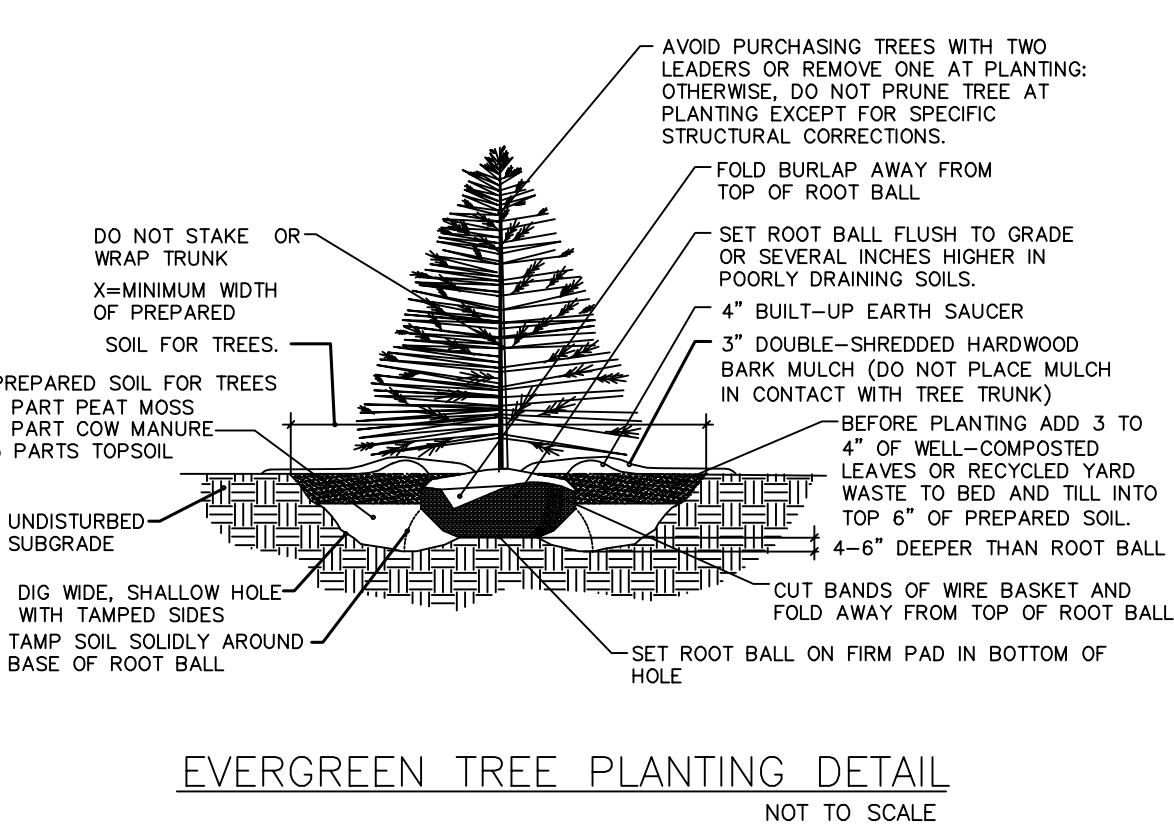 AVOID PURCHASING TREES WITH TWO
LEADERS OR REMOVE ONE AT PLANTING:
OTHERWISE, DO NOT PRUNE TREE AT
PLANTING EXCEPT FOR SPECIFIC
STRUCTURAL CORRECTIONS.
FOLD BURLAP AWAY FROM
TOP OF ROOT BALL
SET ROOT BALL FLUSH TO GRADE
OR SEVERAL INCHES HIGHER IN
POORLY DRAINING SOILS.
4” BUILT-UP EARTH SAUCER
3” DOUBLE-SHREDDED HARDWOOD
BARK MULCH (DO NOT PLACE MULCH
IN CONTACT WITH TREE TRUNK)
BEFORE PLANTING ADD 3 TO
4” OF WELL-COMPOSTED
LEAVES OR RECYCLED YARD
WASTE TO BED AND TILL INTO
TOP 6” OF PREPARED SOIL.
4-6” DEEPER THAN ROOT BALL
CUT BANDS OF WIRE BASKET AND
FOLD AWAY FROM TOP OF ROOT BALL
SET ROOT BALL ON FIRM PAD IN BOTTOM OF
HOLE
DO NOT STAKE OR
WRAP TRUNK
X=MINIMUM WIDTH
OF PREPARED
SOIL FOR TREES.
PREPARED SOIL FOR TREES
PART PEAT MOSS
PART COW MANURE
PARTS TOPSOIL
UNDISTURBED
SUBGRADE
DIG WIDE, SHALLOW HOLE
WITH TAMPED SIDES
TAMP SOIL SOLIDLY AROUND
BASE OF ROOT BALL
EVERGREEN TREE PLANTING DETAIL
NOT TO SCALE